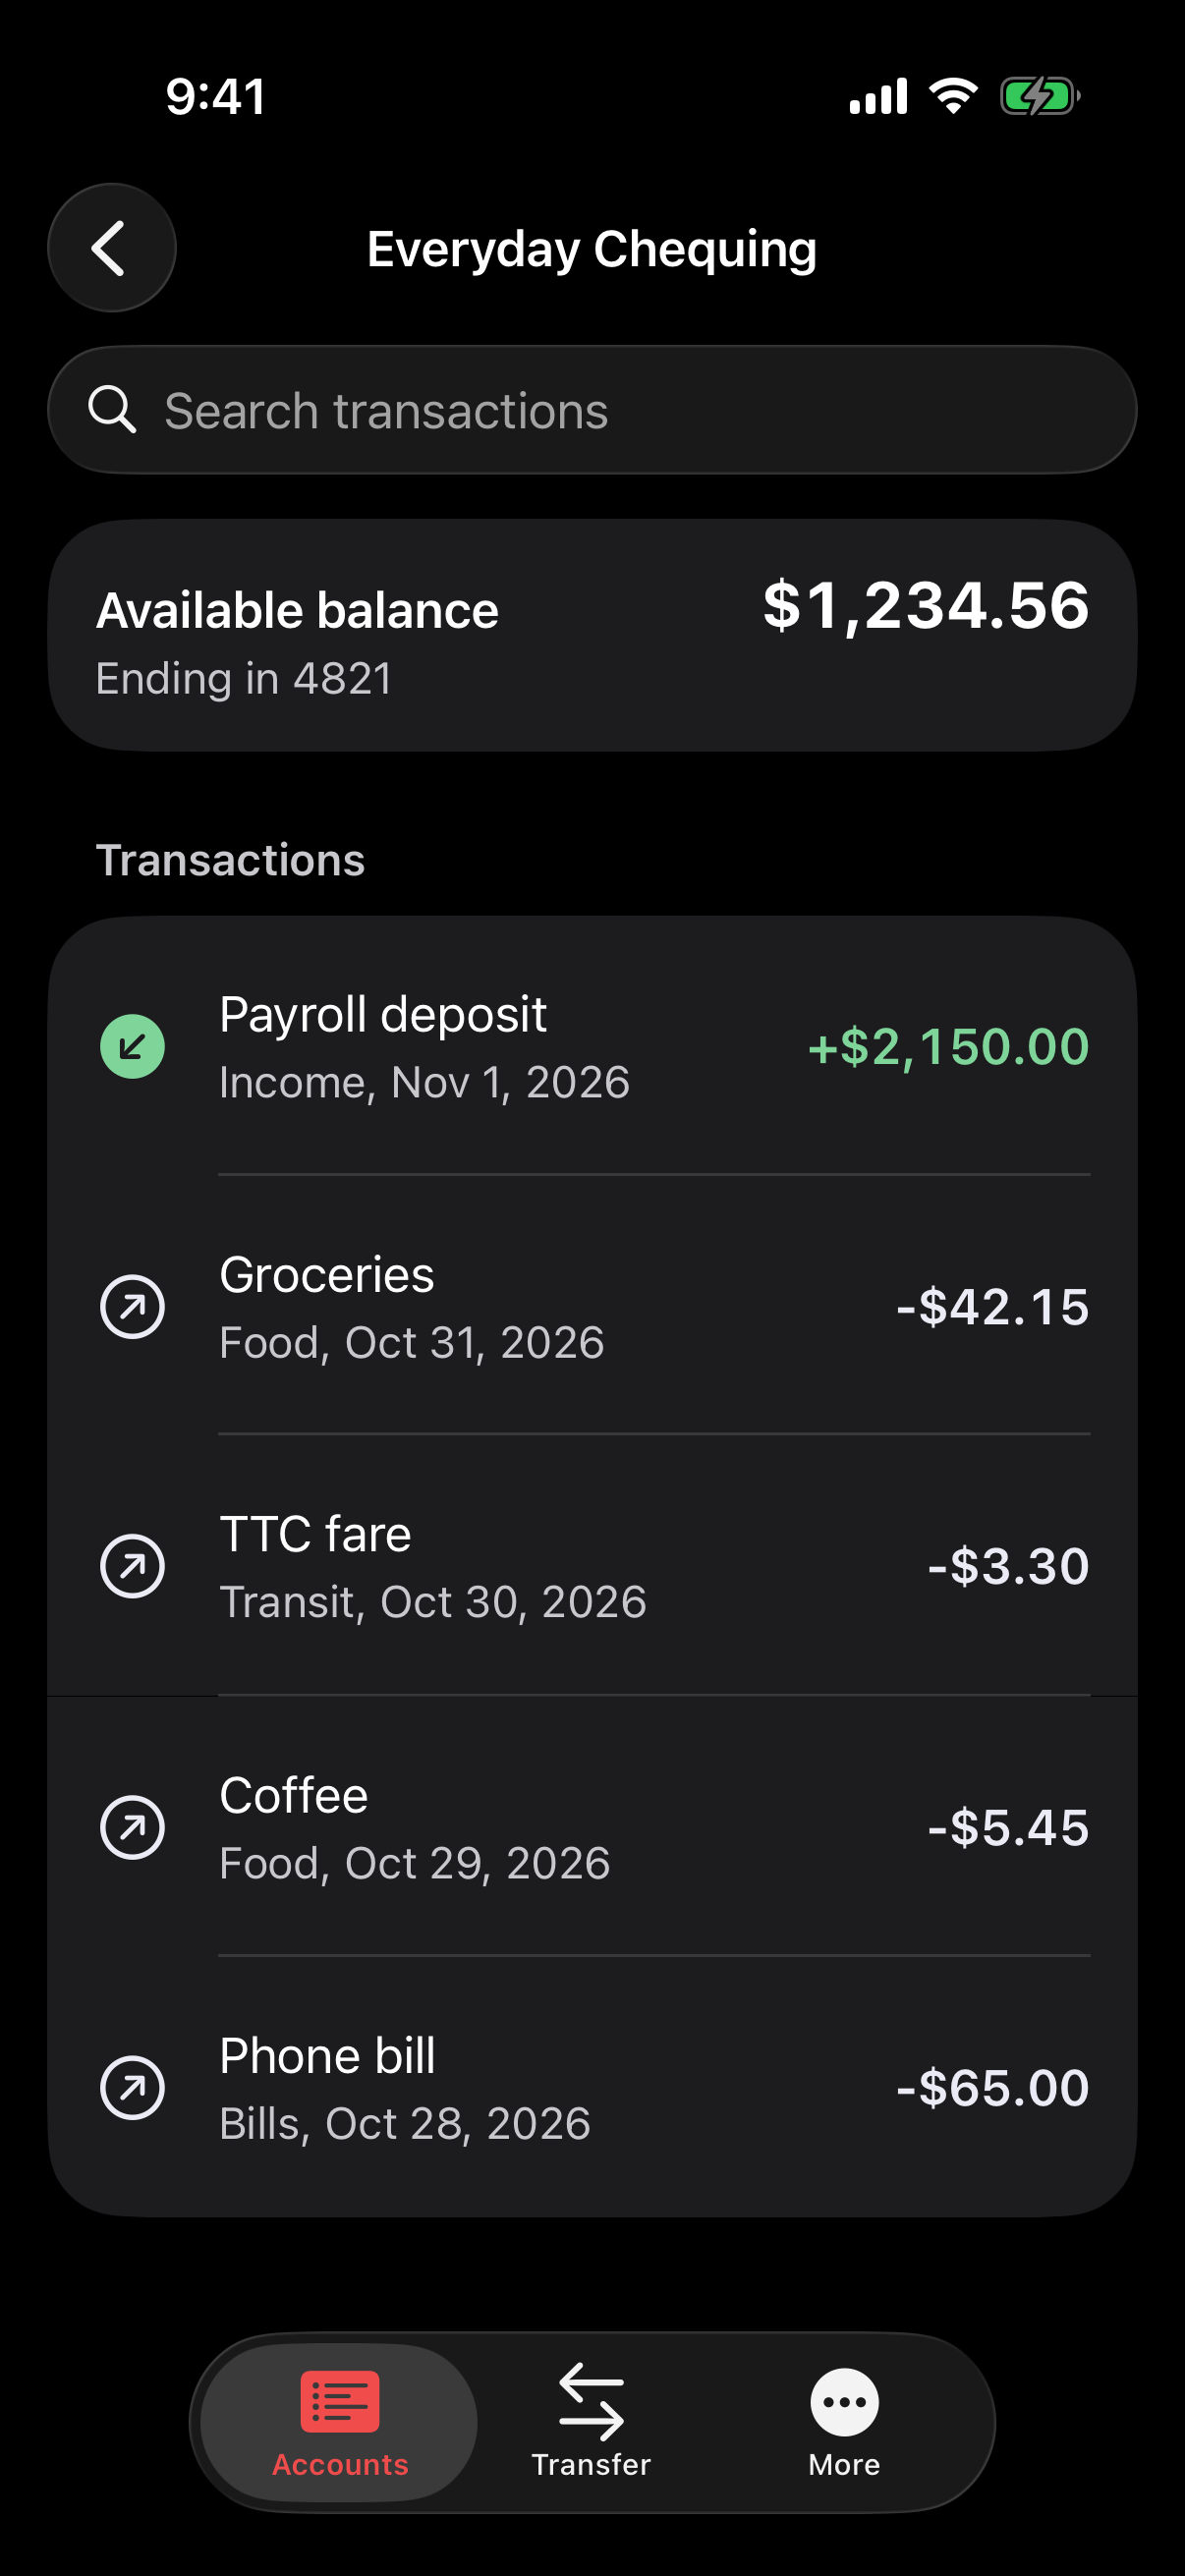 9:41
Everyday Chequing
Search transactions
Available balance
$1,234.56
Ending in 4821
Transactions
Payroll deposit
+$2,150.00
Income, Nov 1, 2026
Groceries
-$42.15
Food, Oct 31, 2026
TTC fare
-$3.30
Transit, Oct 30, 2026
Coffee
-$5.45
Food, Oct 29, 2026
Phone bill
-$65.00
Bills, Oct 28, 2026
Accounts
Transfer
More